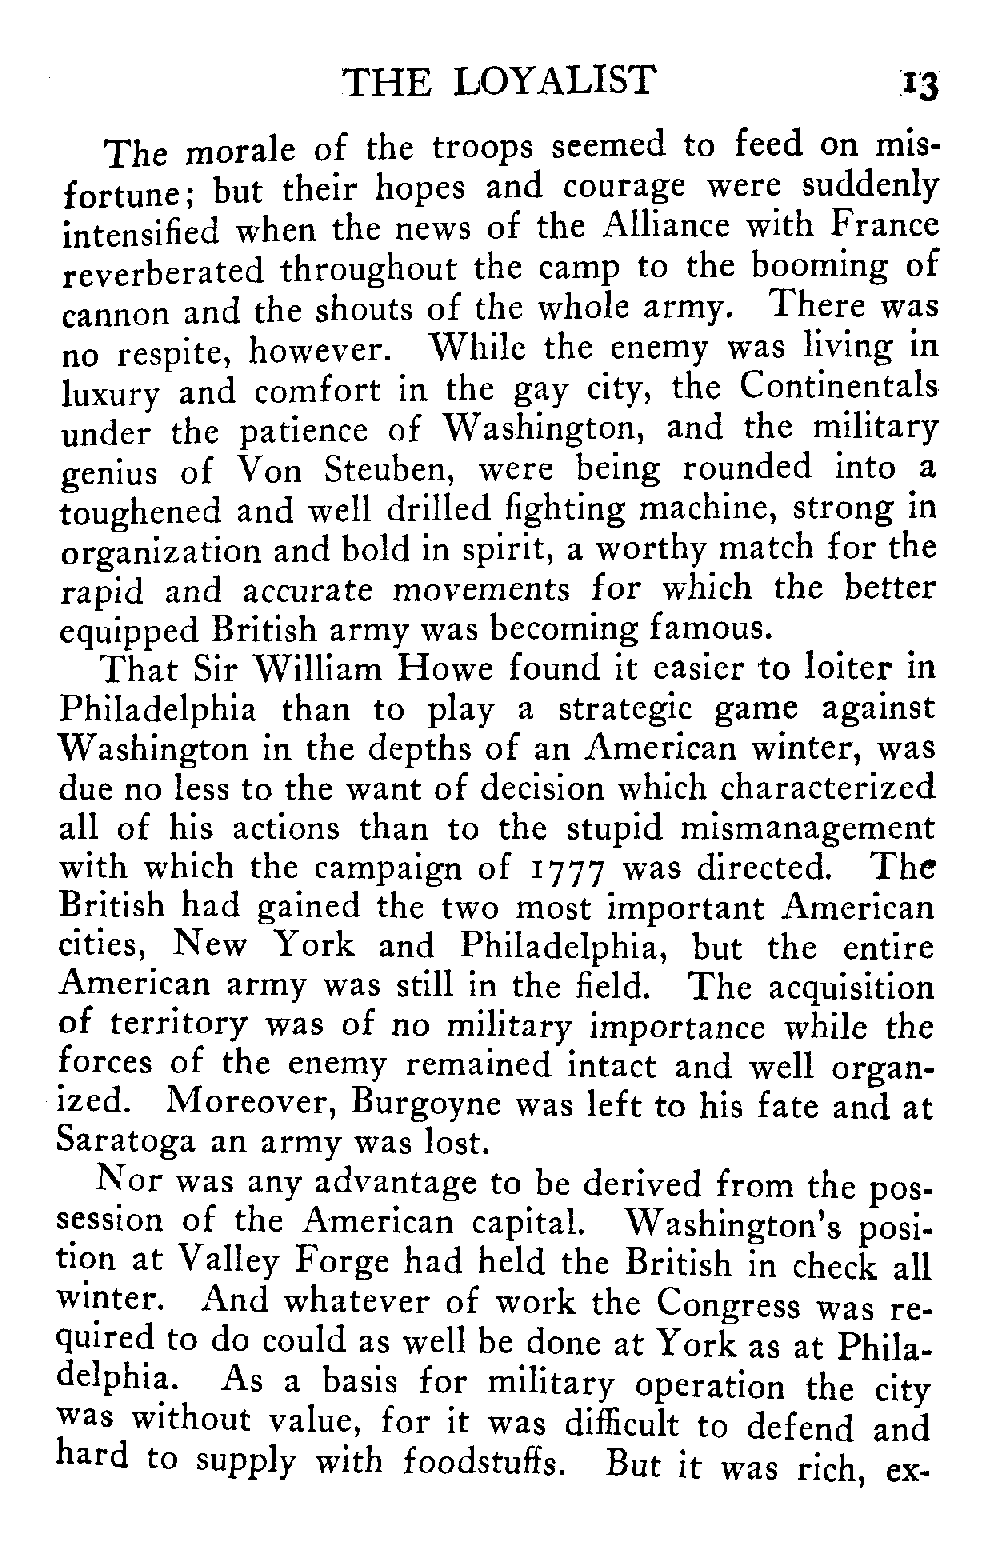 THE LOYALIST 13
The morale of the troops seemed to feed on mis-
fortune; but their hopes and courage were suddenly
intensified when the news of the Alliance with France
reverberated throughout the camp to the booming of
cannon and the shouts of the whole army. There was
no respite, however. While the enemy was living in
luxury and comfort in the gay city, the Continentals
under the patience of Washington, and the military
genius of Von Steuben, were being rounded into a
toughened and well drilled fighting machine, strong in
organization and bold in spirit, a worthy match for the
rapid and accurate movements for which the better
equipped British army was becoming famous.
That Sir William Howe found it easier to loiter in
Philadelphia than to play a strategic game against
Washington in the depths of an American winter, was
due no less to the want of decision which characterized
all of his actions than to the stupid mismanagement
with which the campaign of 1777 was directed. The
British had gained the two most important American
cities, New York and Philadelphia, but the entire
American army was still in the field. The acquisition
of territory was of no military importance while the
forces of the enemy remained intact and well organ-
ized. Moreover, Burgoyne was left to his fate and at
Saratoga an army was lost.
Nor was any advantage to be derived from the pos-
session of the American capital. Washington's posi-
tion at Valley Forge had held the British in check all
winter. And whatever of work the Congress was re-
quired to do could as well be done at York as at Phila-
delphia. As a basis for military operation the city
was without value, for it was difficult to defend and
hard to supply with foodstuffs. But it was rich, ex-